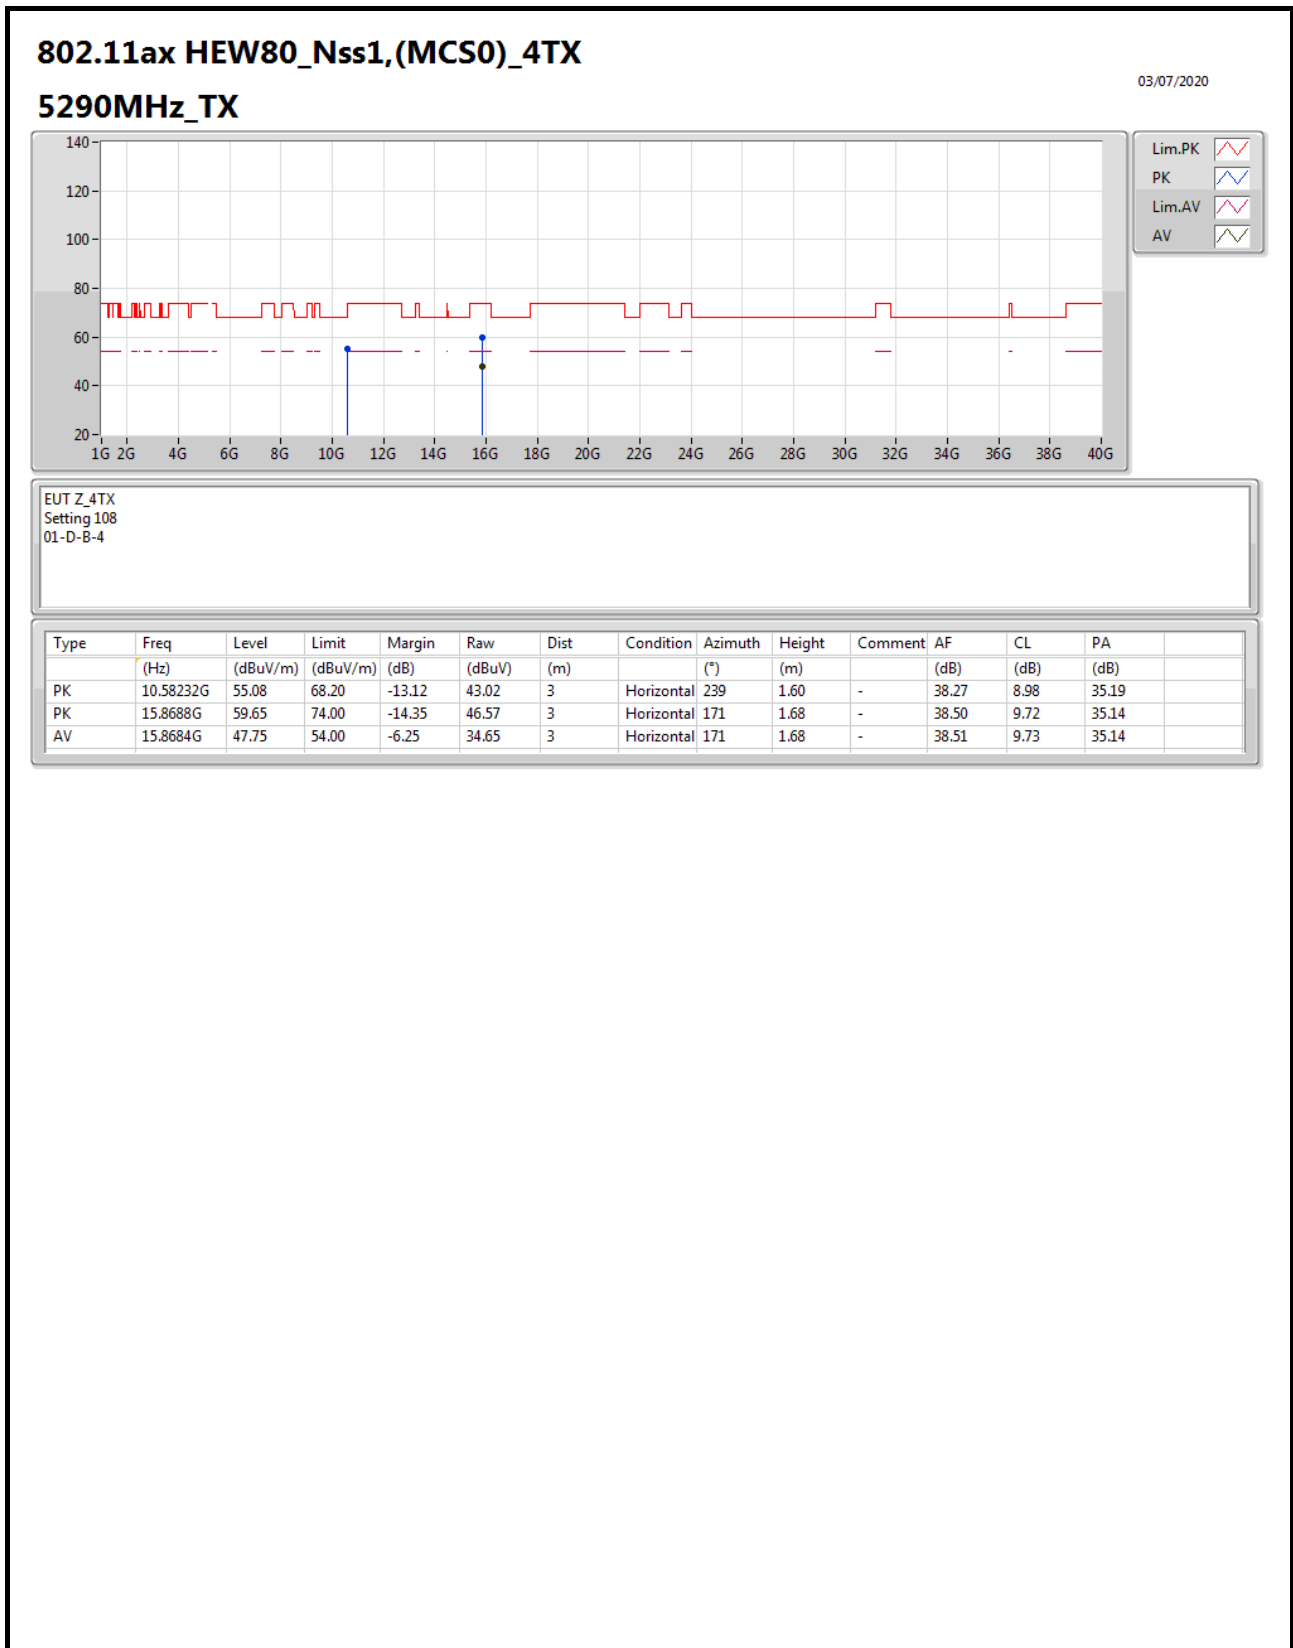 802.11ax HEW80_Nss1,(MCS0)_4TX
03/07/2020
5290MHz_TX
140
120
100
80
60
40
20
1G 2G 4G 6G 8G 10G 12G 14G 16G 18G 20G 22G 24G 26G 28G 30G 32G 34G 36G 38G 40G
Lim.PK
PK
Lim.AV
AV
EUT Z_4TX
Setting 108
01-D-B-4
Type Freq Level Limit Margin Raw Dist Condition Azimuth Height Comment AF CL PA
(Hz) (dBuV/m) (dBuV/m) (dB) (dBuV) (m) (°) (m) (dB) (dB) (dB)
PK 10.58232G 55.08 68.20 -13.12 43.02 3 Horizontal 239 1.60 - 38.27 8.98 35.19
PK 15.8688G 59.65 74.00 -14.35 46.57 3 Horizontal 171 1.68 - 38.50 9.72 35.14
AV 15.8684G 47.75 54.00 -6.25 34.65 3 Horizontal 171 1.68 - 38.51 9.73 35.14